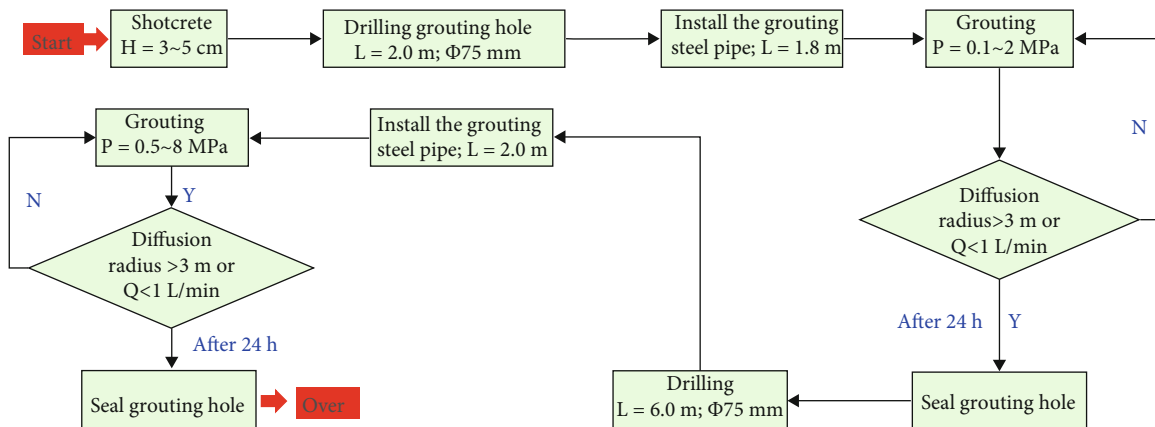 Start
Shotcrete
H = 3~5 cm
Drilling grouting hole
L = 2.0 m; Φ75 mm
Install the grouting
steel pipe; L = 1.8 m
Grouting
P = 0.1~2 MPa
N
Diffusion
radius>3 m or
Q<1 L/min
After 24 h
Y
Seal grouting hole
Drilling
L = 6.0 m; Φ75 mm
Install the grouting
steel pipe; L = 2.0 m
Grouting
P = 0.5~8 MPa
Y
N
Diffusion
radius >3 m or
Q<1 L/min
After 24 h
Seal grouting hole
Over